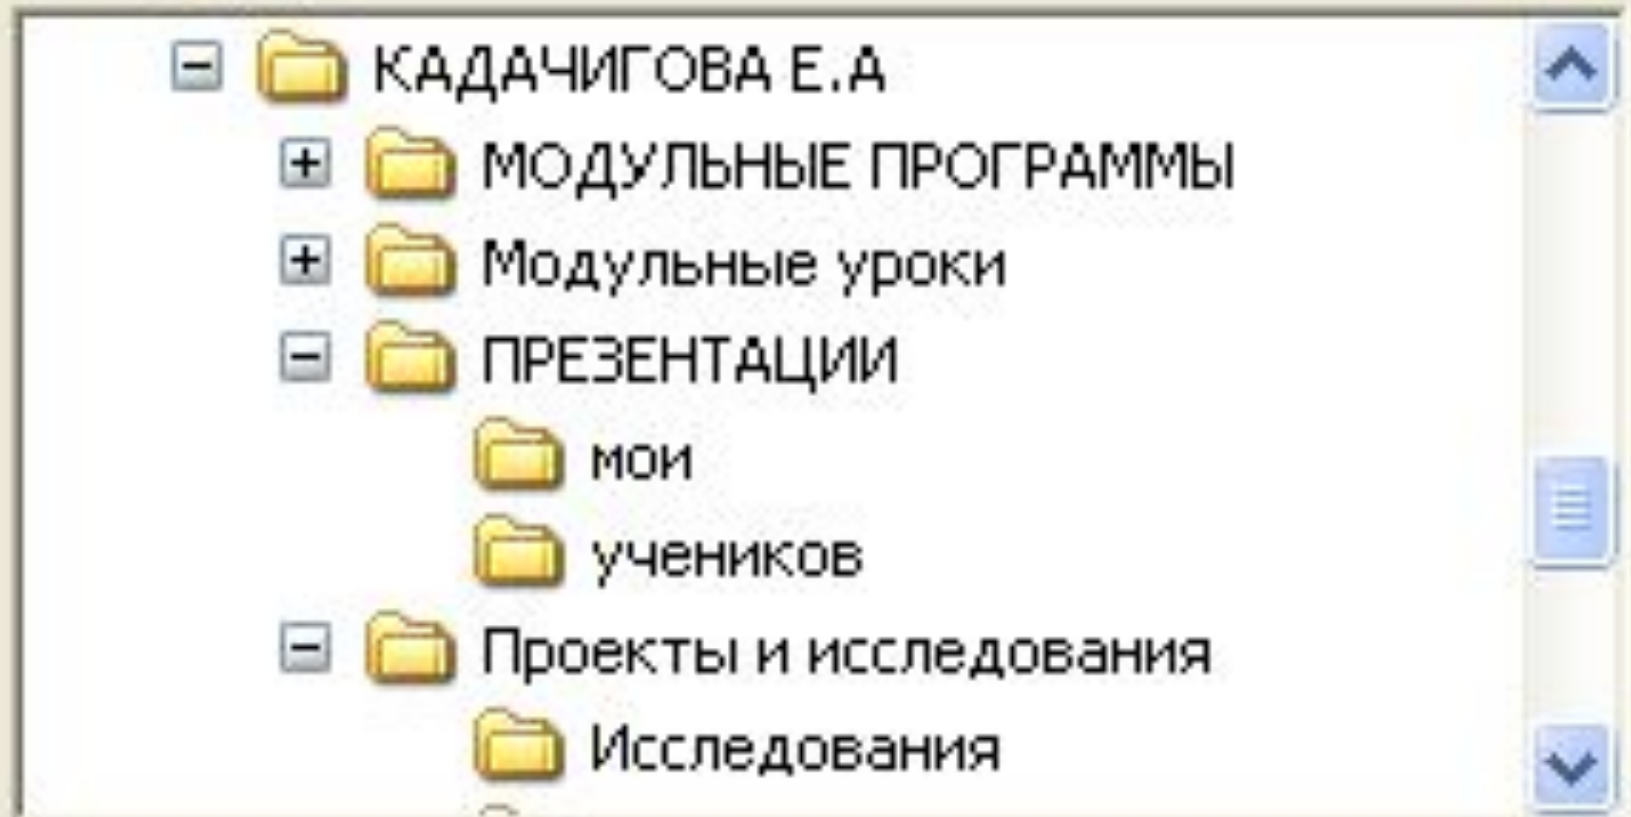 КАДАЧИГОВА Е.А
МОДУЛЬНЫЕ ПРОГРАММЫ
Модульные уроки
ПРЕЗЕНТАЦИИ
мои
учеников
Проекты и исследования
Исследования